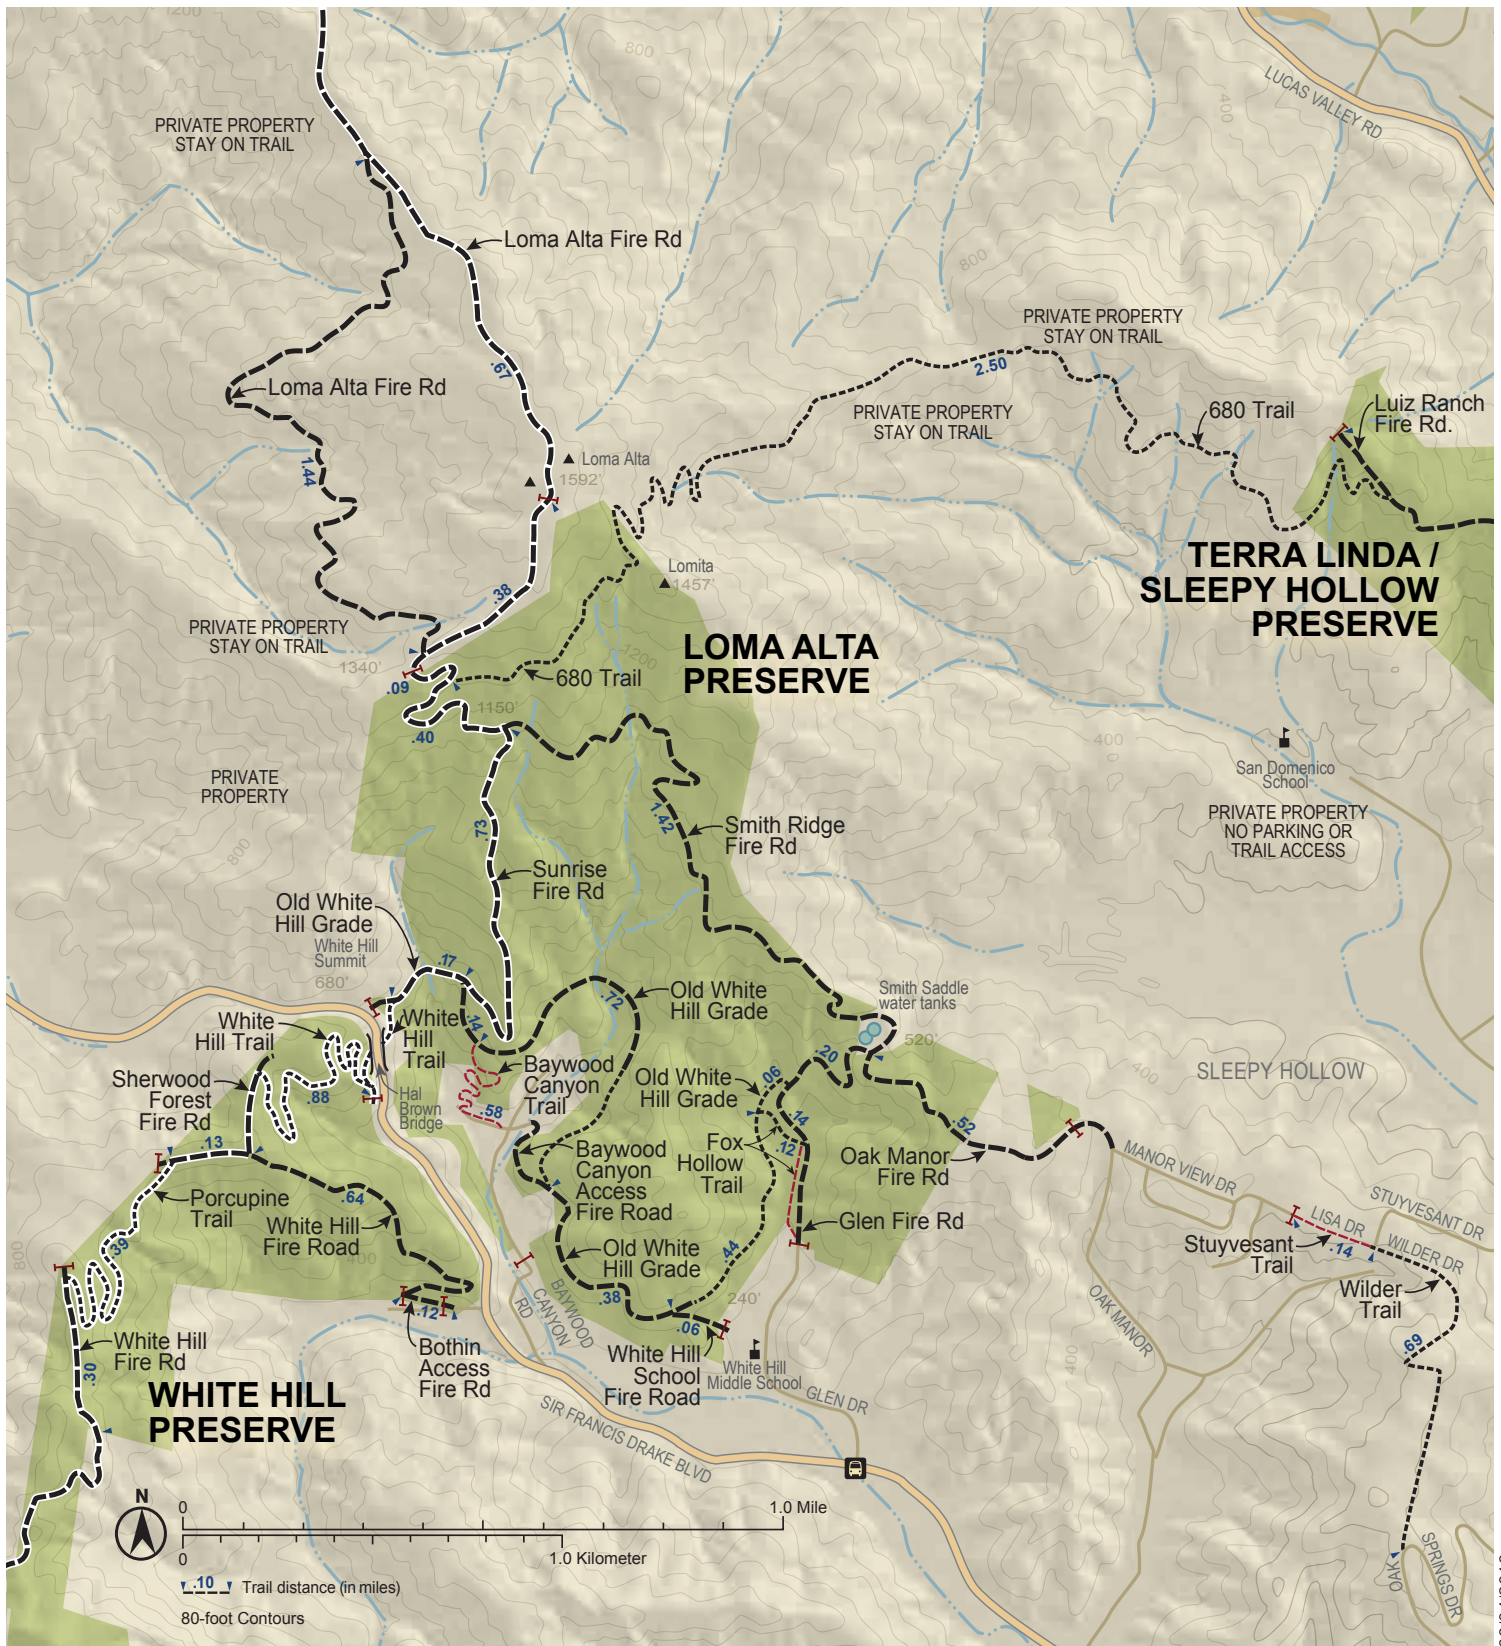 1200
800
PRIVATE PROPERTY
STAY ON TRAIL
LUCAS VALLEY RD
400
Loma Alta Fire Rd
800
PRIVATE PROPERTY
STAY ON TRAIL
.67
2.50
Loma Alta Fire Rd
PRIVATE PROPERTY
STAY ON TRAIL
680 Trail
Luiz Ranch
Fire Rd.
1.44
Loma Alta
1592'
TERRA LINDA /
SLEEPY HOLLOW
PRESERVE
Lomita
1457'
.38
PRIVATE PROPERTY
STAY ON TRAIL
1340'
1200
LOMA ALTA
PRESERVE
680 Trail
.09
1150'
.40
400
San Domenico
School
PRIVATE
PROPERTY
PRIVATE PROPERTY
NO PARKING OR
TRAIL ACCESS
1.42
Smith Ridge
Fire Rd
.73
800
Sunrise
Fire Rd
Old White
Hill Grade
White Hill
Summit
680'
.17
.72
Old White
Hill Grade
Smith Saddle
water tanks
520'
White
Hill Trail
White
Hill
Trail
.14
.20
SLEEPY HOLLOW
400
Sherwood
Forest
Fire Rd
.88
Hal
Brown
Bridge
Baywood
Canyon
Trail
.58
Old White
Hill Grade
.06
.14
.52
.13
Fox
Hollow
Trail
.12
Oak Manor
Fire Rd
MANOR VIEW DR
Baywood
Canyon
Access
Fire Road
Porcupine
Trail
.64
White Hill
Fire Road
400
.39
800
Glen Fire Rd
LISA DR
STUYVESANT DR
WILDER DR
Stuyvesant
Trail
.14
Old White
Hill Grade
.44
Wilder
Trail
.38
240'
BAYWOOD
CANYON
RD
OAK MANOR
.12
.06
.69
White Hill
Fire Rd
.30
Bothin
Access
Fire Rd
White Hill
School
Fire Road
White Hill
Middle School
400
GLEN DR
WHITE HILL
PRESERVE
SIR FRANCIS DRAKE BLVD
N
0
1.0 Mile
0
1.0 Kilometer
OAK
SPRINGS DR
.10 Trail distance (in miles)
80-foot Contours